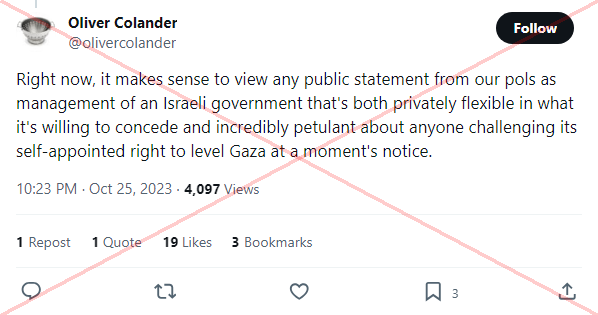 Oliver Colander
@olivercolander
Follow
Right now, it makes sense to view any public statement from our pols as
management of an Israeli government that's both privately flexible in what
it's willing to concede and incredibly petulant about anyone challenging its
self-appointed right to level Gaza at a moment's notice.
10:23 PM · Oct 25, 2023 · 4,097 Views
1 Repost 1 Quote 19 Likes 3 Bookmarks
3